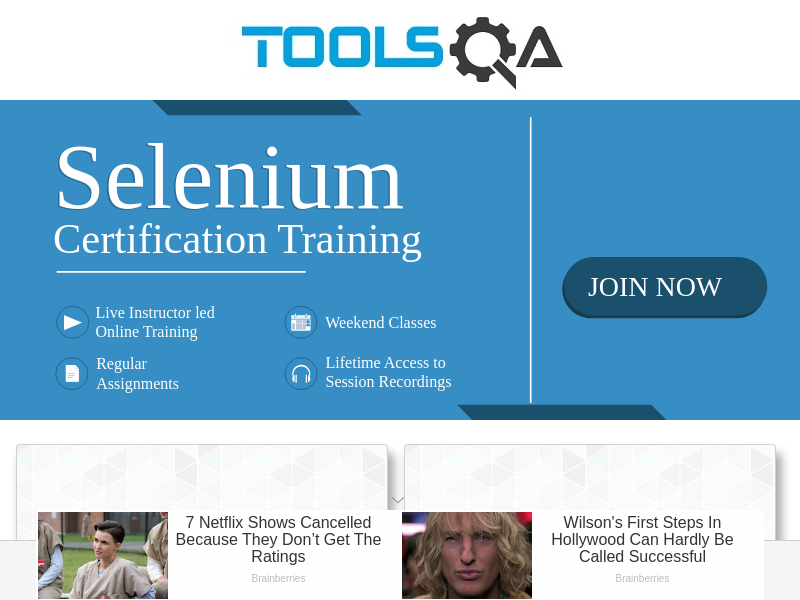 TOOLSQA
Selenium
Certification Training
JOIN NOW
Live Instructor led
Online Training
Weekend Classes
Regular
Assignments
Lifetime Access to
Session Recordings
7 Netflix Shows Cancelled
Because They Don’t Get The
Ratings
Brainberries
Wilson's First Steps In
Hollywood Can Hardly Be
Called Successful
Brainberries